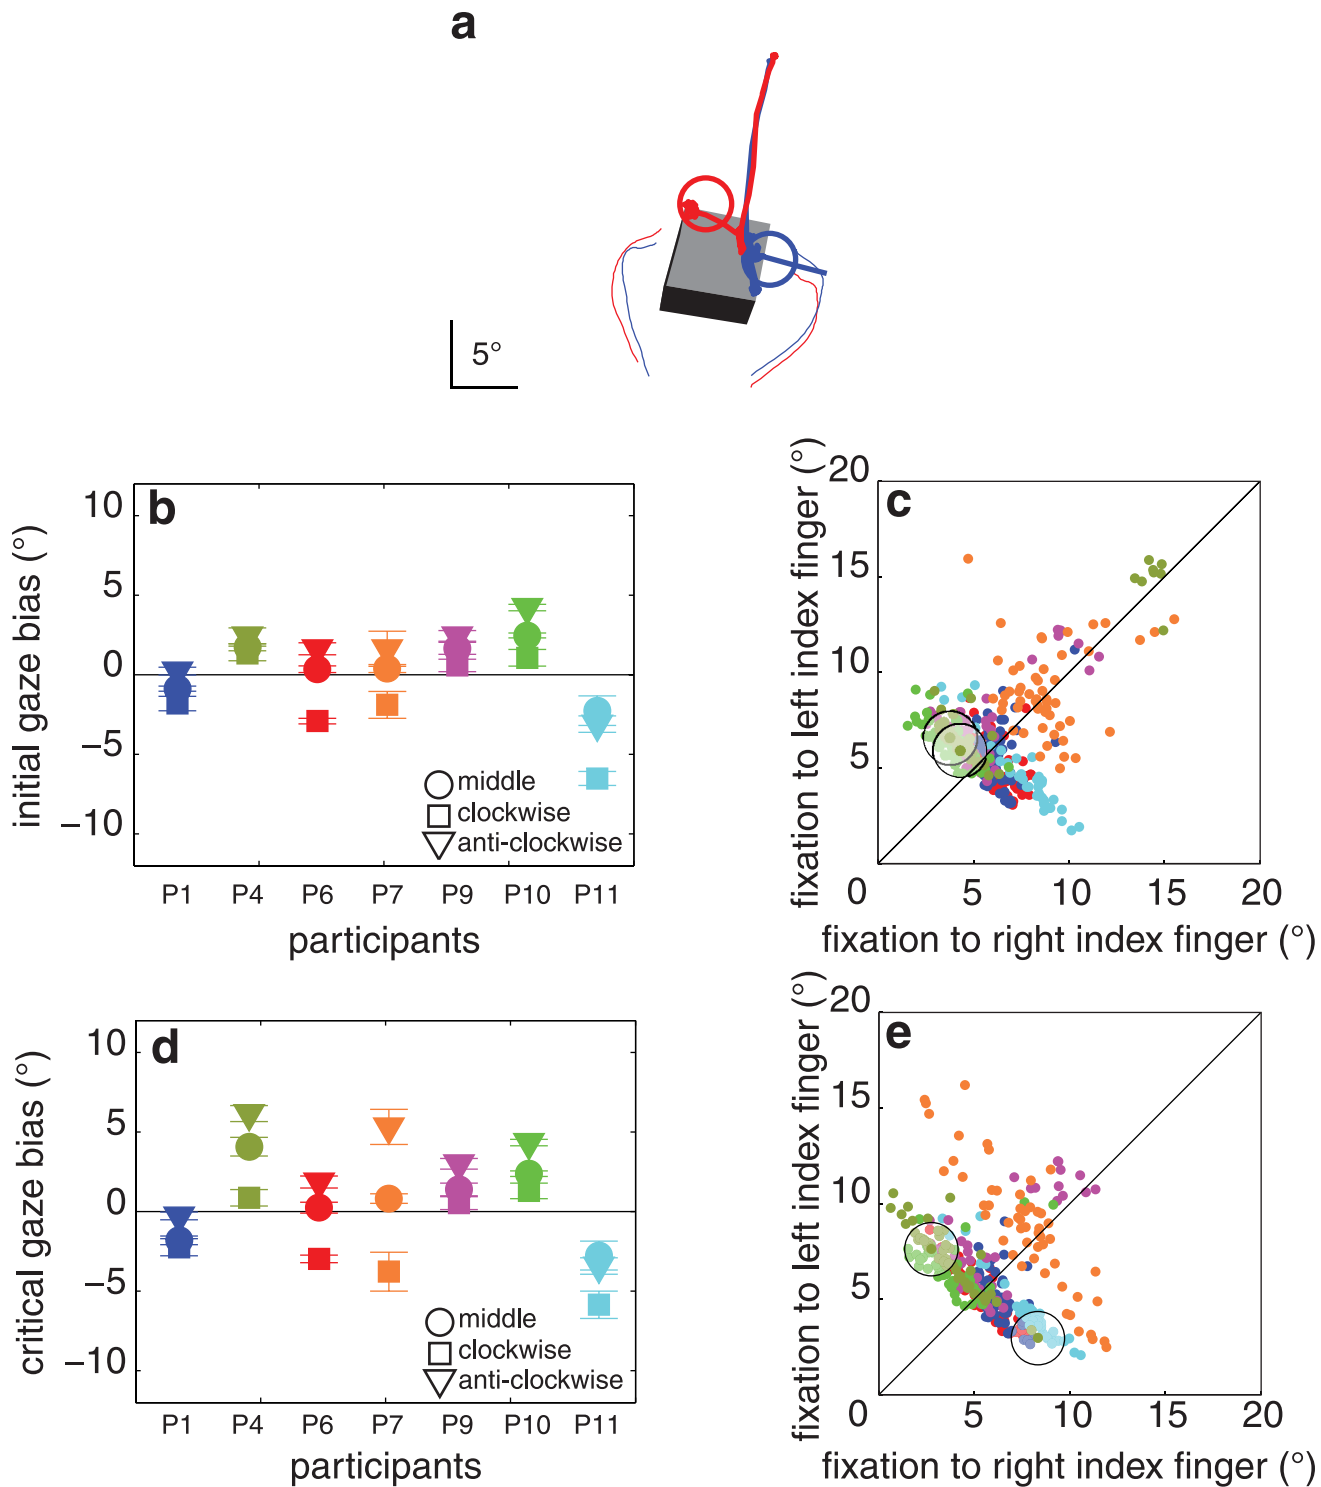 a
5°
b
initial gaze bias (°)
10
5
0
−5
−10
middle
clockwise
anti-clockwise
P1 P4 P6 P7 P9 P10 P11
participants
c
fixation to left index finger (°)
20
15
10
5
0 5 10 15 20
fixation to right index finger (°)
d
critical gaze bias (°)
10
5
0
−5
−10
middle
clockwise
anti-clockwise
P1 P4 P6 P7 P9 P10 P11
participants
e
fixation to left index finger (°)
20
15
10
5
0 5 10 15 20
fixation to right index finger (°)